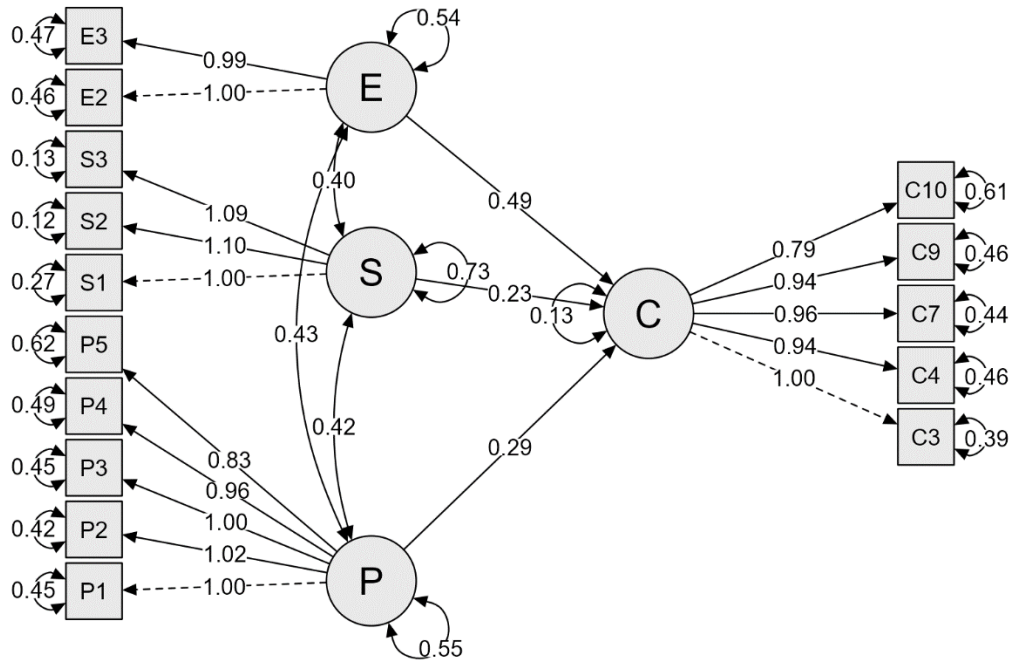 0.47 E3
0.99
0.46 E2
1.00
0.13 S3
1.09
0.12 S2
1.10
0.27 S1
1.00
0.62 P5
0.83
0.49 P4
0.96
0.45 P3
1.00
0.42 P2
1.02
0.45 P1
1.00
E 0.54
0.40
S 0.73
0.43
0.42
P 0.55
0.49
0.23
0.29
0.13 C
0.79
0.94
0.96
0.94
1.00
C10 0.61
C9 0.46
C7 0.44
C4 0.46
C3 0.39